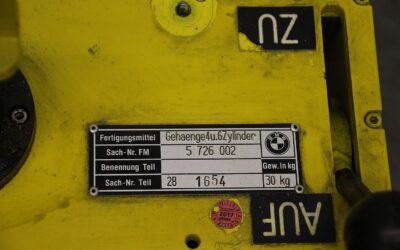 ZU
Fertigungsmittel Gehaenge4u.6Zylinder
Sach-Nr. FM 5 726 002
Benennung Teil Gew. in kg
Sach-Nr. Teil 28 1654 30 kg
2017
AUF